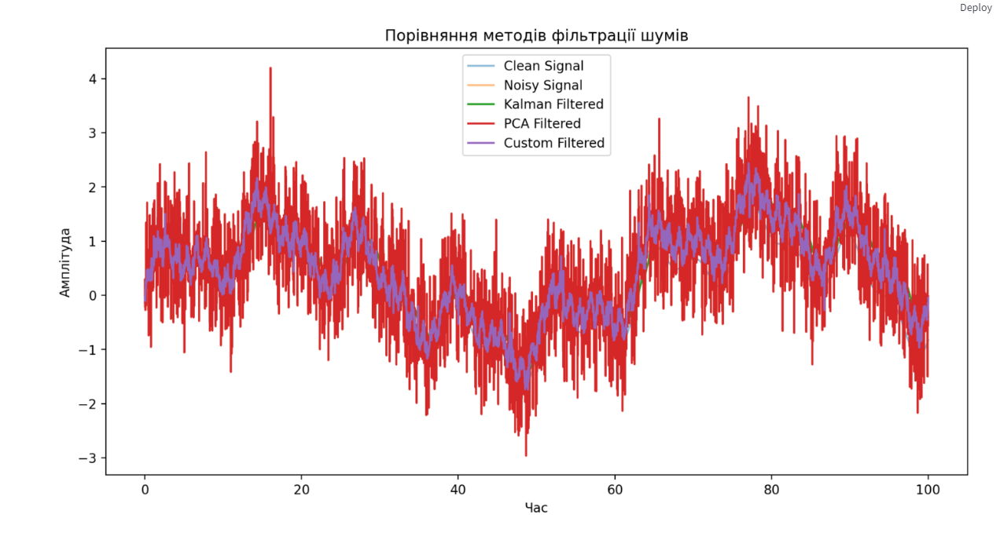 Deploy
Порівняння методів фільтрації шумів
Clean Signal
Noisy Signal
Kalman Filtered
PCA Filtered
Custom Filtered
Амплітуда
4
3
2
1
0
−1
−2
−3
0 20 40 60 80 100
Час